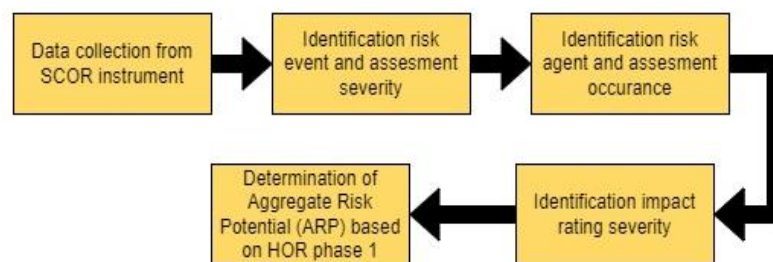 Data collection from
SCOR instrument
Identification risk
event and assesment
severity
Identification risk
agent and assesment
occurance
Identification impact
rating severity
Determination of
Aggregate Risk
Potential (ARP) based
on HOR phase 1